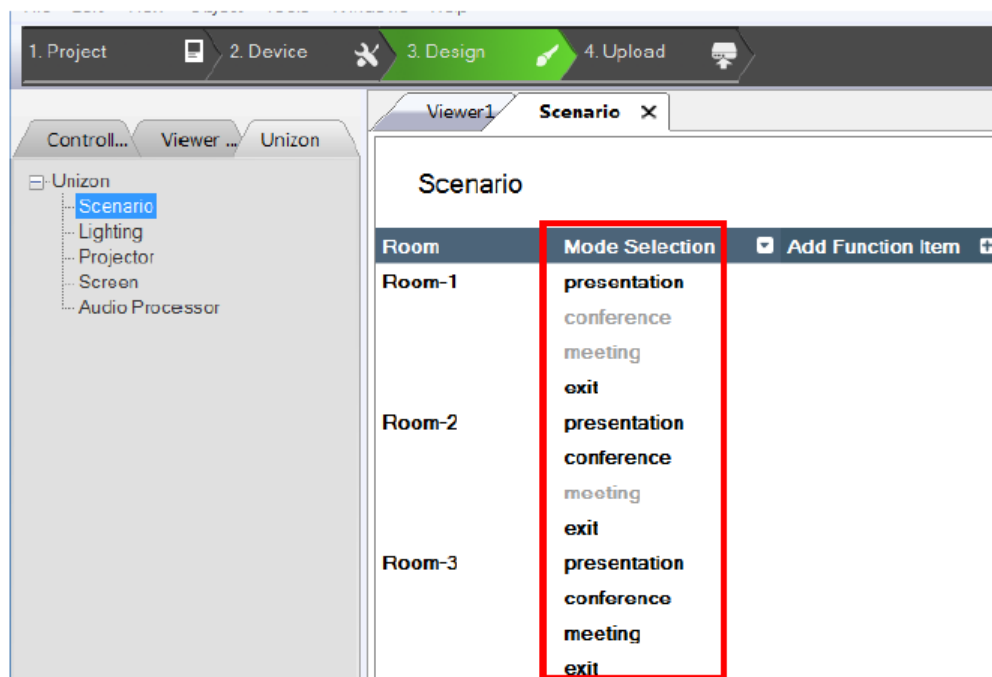 1. Project 2. Device 3. Design 4. Upload
Viewer1 Scenario
Controll... Viewer ... Unizon
Unizon
Scenario
Lighting
Projector
Screen
Audio Processor
Scenario
Room Mode Selection Add Function Item
Room-1 presentation
conference
meeting
exit
Room-2 presentation
conference
meeting
exit
Room-3 presentation
conference
meeting
exit